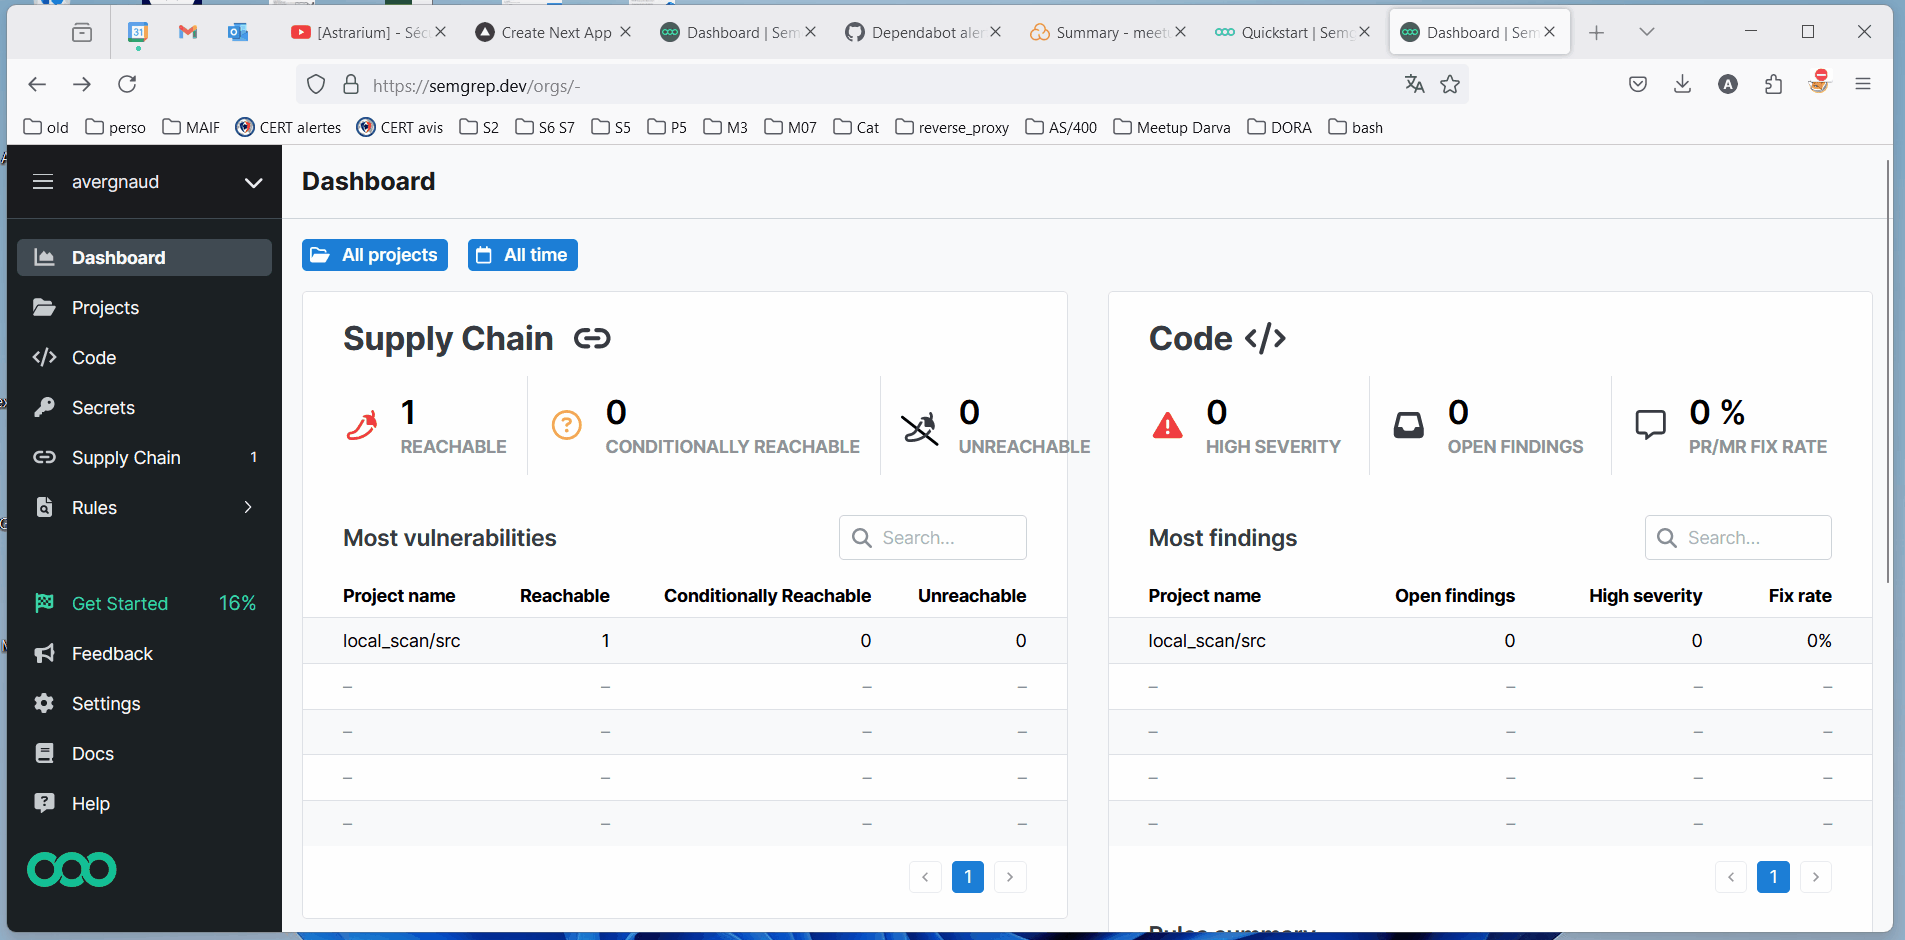 31
[Astrarium] - Séc
Create Next App
Dashboard | Sem
Dependabot aler
Summary - meetu
Quickstart | Semg
Dashboard | Sem
https://semgrep.dev/orgs/-
A
old
perso
MAIF
CERT alertes
CERT avis
S2
S6 S7
S5
P5
M3
M07
Cat
reverse_proxy
AS/400
Meetup Darva
DORA
bash
avergnaud
Dashboard
Projects
Code
Secrets
Supply Chain 1
Rules
Get Started 16%
Feedback
Settings
Docs
Help
Dashboard
All projects
All time
Supply Chain
1
REACHABLE
0
CONDITIONALLY REACHABLE
0
UNREACHABLE
Most vulnerabilities
Search...
Project name Reachable Conditionally Reachable Unreachable
local_scan/src 1 0 0
– – – –
– – – –
– – – –
– – – –
< 1 >
Code </>
0
HIGH SEVERITY
0
OPEN FINDINGS
0 %
PR/MR FIX RATE
Most findings
Search...
Project name Open findings High severity Fix rate
local_scan/src 0 0 0%
– – – –
– – – –
– – – –
– – – –
< 1 >
Rules summary